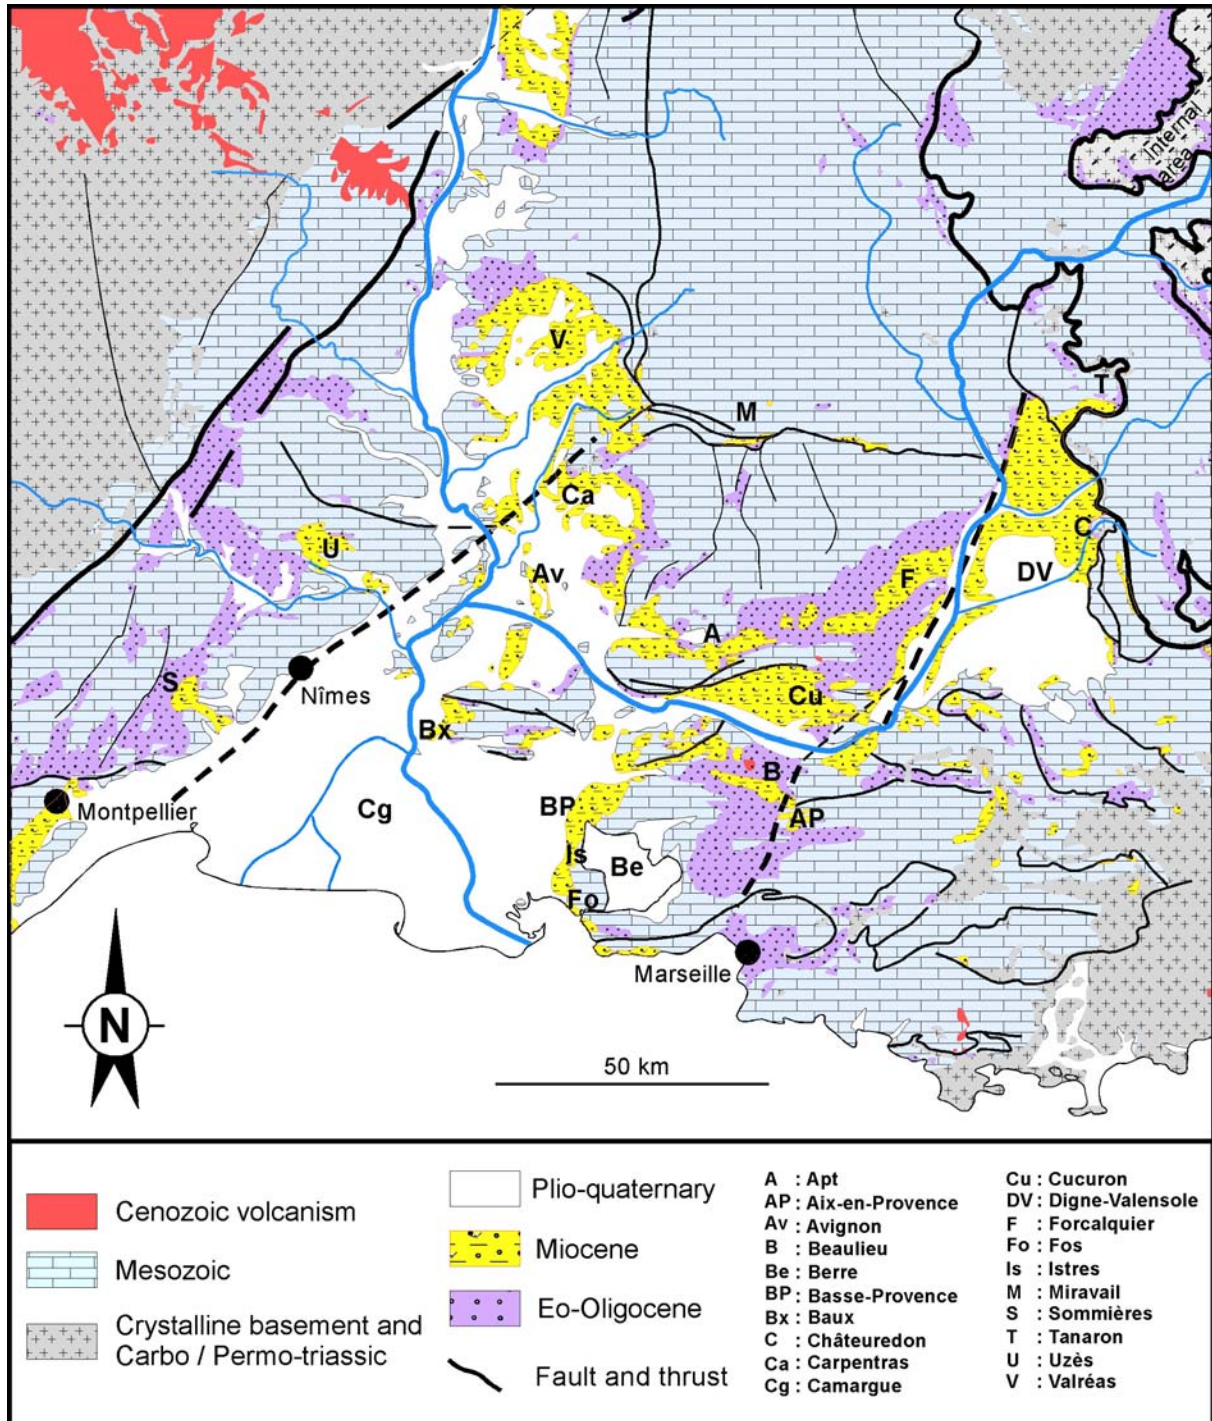 Internal
area
V
M
T
Ca
C
U
Av
F
DV
A
S
Nîmes
Cu
Bx
B
Montpellier
Cg
BP
AP
Is
Be
Fo
Marseille
N
50 km
Cenozoic volcanism
Mesozoic
Crystalline basement and
Carbo / Permo-triassic
Plio-quaternary
Miocene
Eo-Oligocene
Fault and thrust
A : Apt
AP : Aix-en-Provence
Av : Avignon
B : Beaulieu
Be : Berre
BP : Basse-Provence
Bx : Baux
C : Châteuredon
Ca : Carpentras
Cg : Camargue
Cu : Cucuron
DV : Digne-Valensole
F : Forcalquier
Fo : Fos
Is : Istres
M : Miravail
S : Sommières
T : Tanaron
U : Uzès
V : Valréas